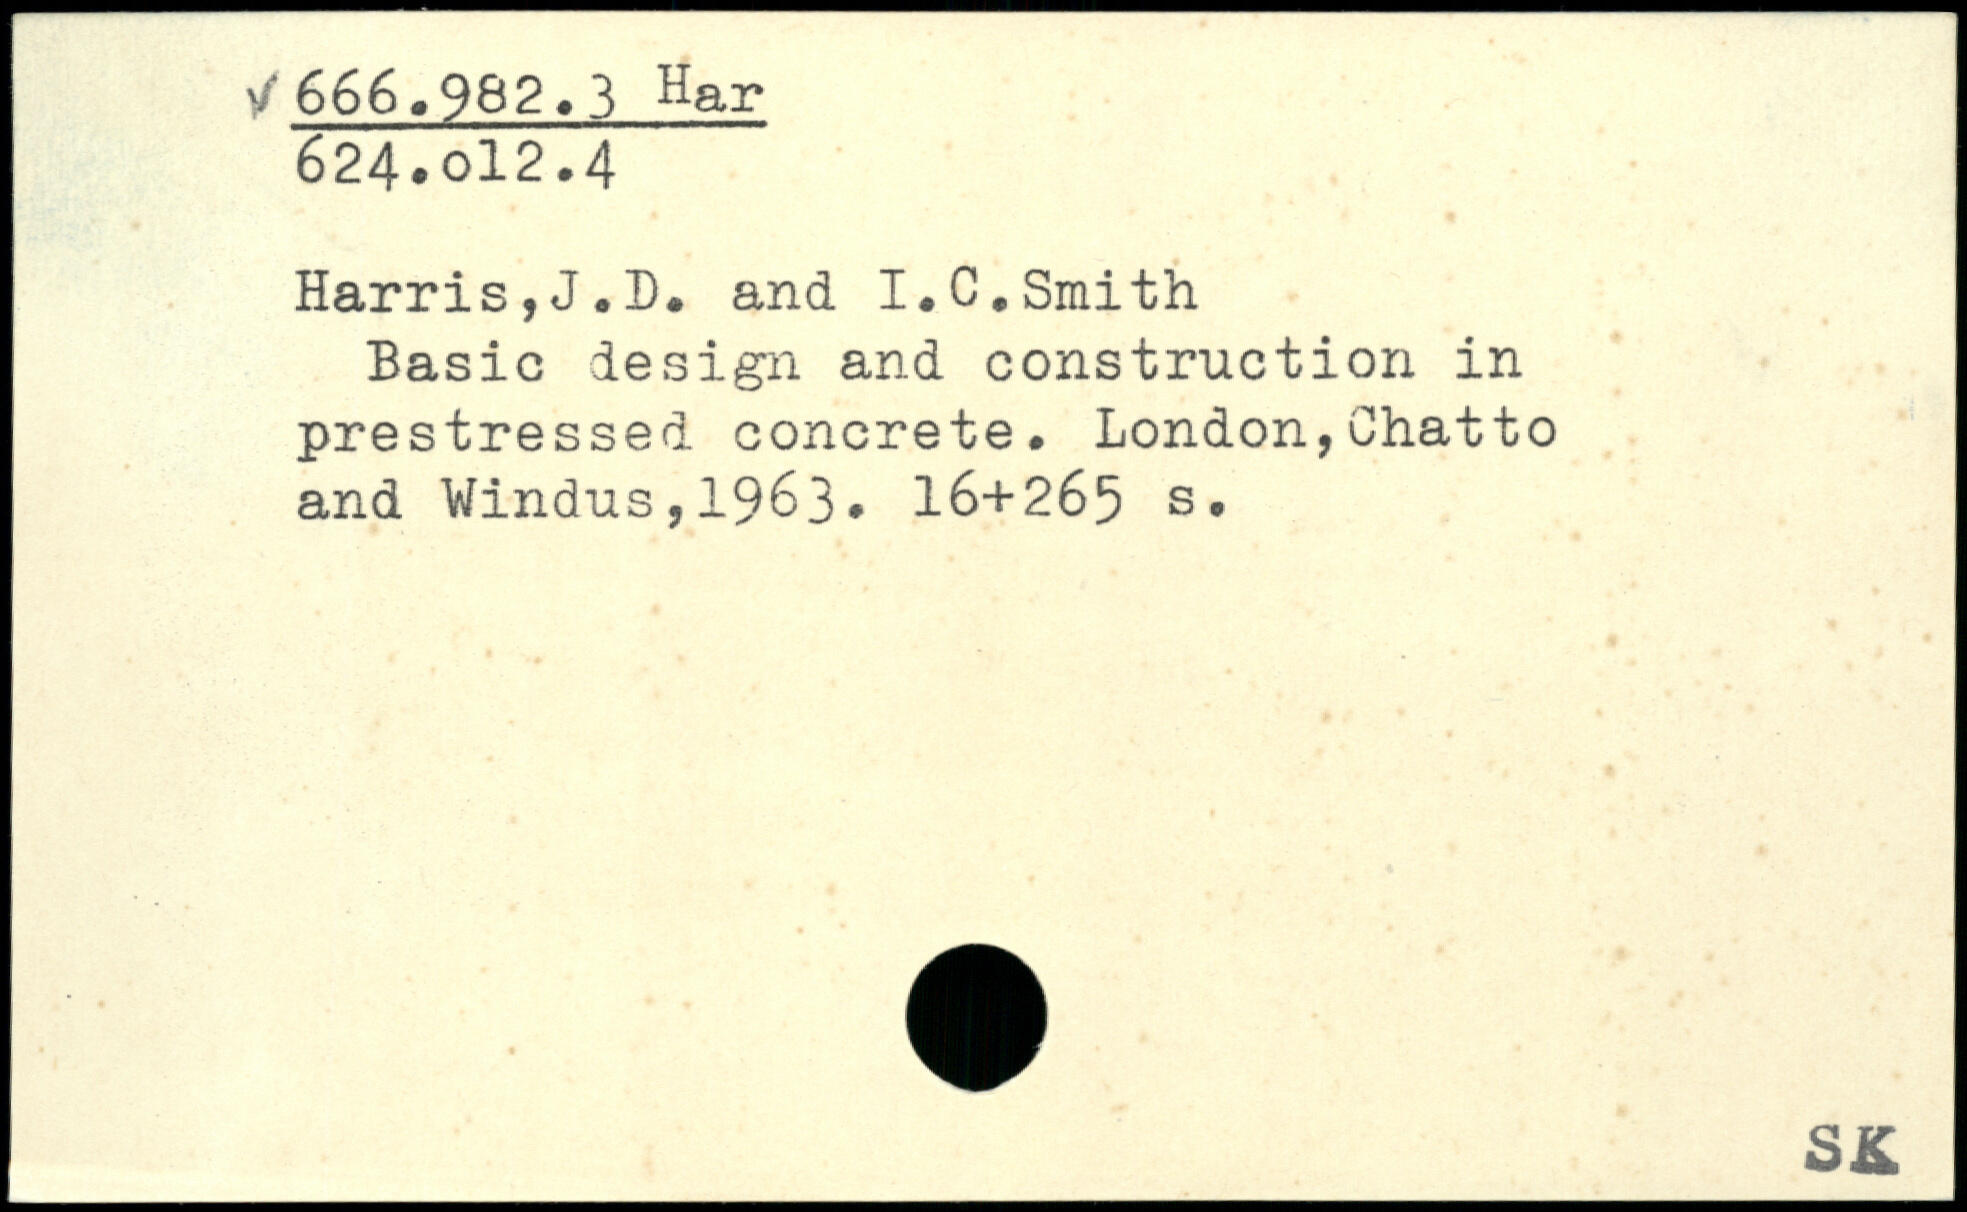 ✓ 666.982.3 Har
624.o12.4
Harris,J.D. and I.C.Smith
Basic design and construction in
prestressed concrete. London,Chatto
and Windus,1963. 16+265 s.
SK